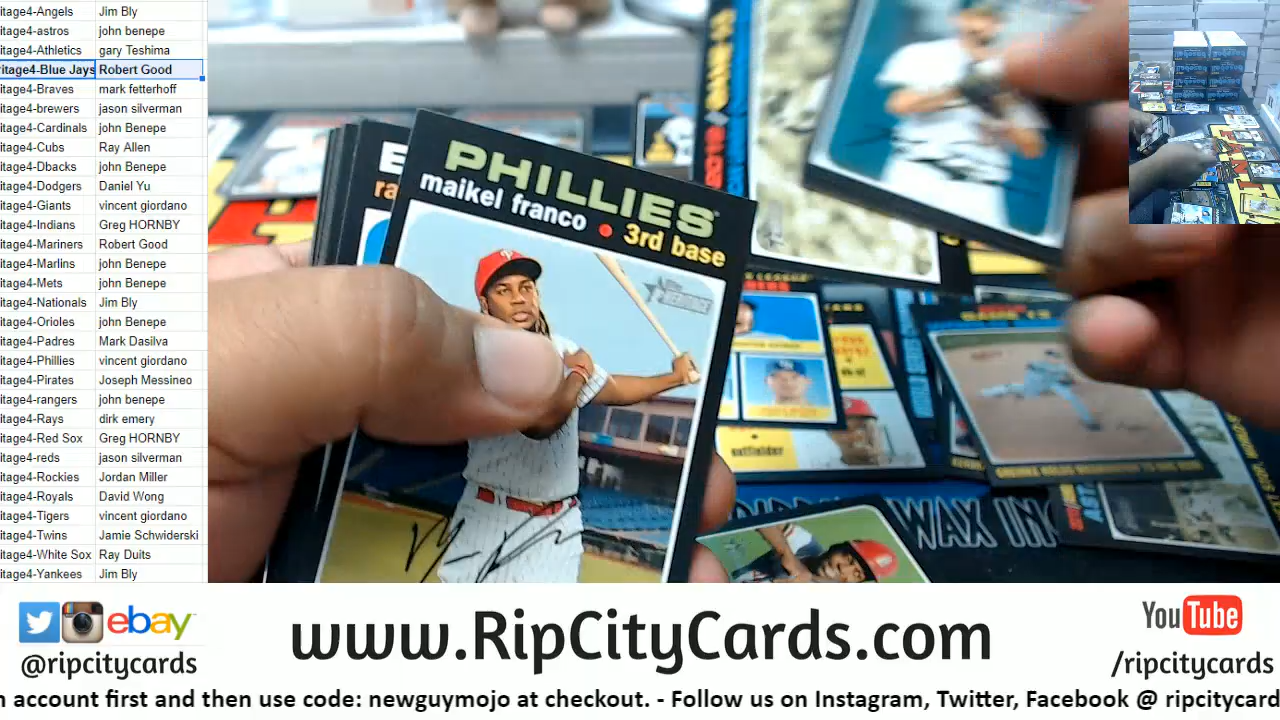 itage4-Angels Jim Bly
itage4-astros john benepe
itage4-Athletics gary Teshima
itage4-Blue Jays Robert Good
itage4-Braves mark fetterhoff
itage4-brewers jason silverman
itage4-Cardinals john Benepe
itage4-Cubs Ray Allen
itage4-Dbacks john Benepe
itage4-Dodgers Daniel Yu
itage4-Giants vincent giordano
itage4-Indians Greg HORNBY
itage4-Mariners Robert Good
itage4-Marlins john Benepe
itage4-Mets john Benepe
itage4-Nationals Jim Bly
itage4-Orioles john Benepe
itage4-Padres Mark Dasilva
itage4-Phillies vincent giordano
itage4-Pirates Joseph Messineo
itage4-rangers john benepe
itage4-Rays dirk emery
itage4-Red Sox Greg HORNBY
itage4-reds jason silverman
itage4-Rockies Jordan Miller
itage4-Royals David Wong
itage4-Tigers vincent giordano
itage4-Twins Jamie Schwiderski
itage4-White Sox Ray Duits
itage4-Yankees Jim Bly
E
ra
PHILLIES
maikel franco • 3rd base
HERITAGE
outfielder
WAX IN
ebay
@ripcitycards
www.RipCityCards.com
YouTube
/ripcitycards
n account first and then use code: newguymojo at checkout. - Follow us on Instagram, Twitter, Facebook @ ripcitycard